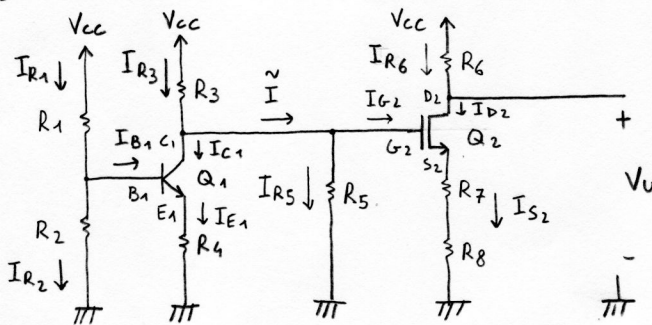 Vcc Vcc Vcc
IR1 IR3 IR6 R6
R1 R3 Ĩ IG2 D2 ID2
IB1 C1 IC1 G2 Q2 +
B1 Q1 S2
E1 IE1 IR5 R5 R7 IS2 Vu
R2 R4 R8
IR2 -